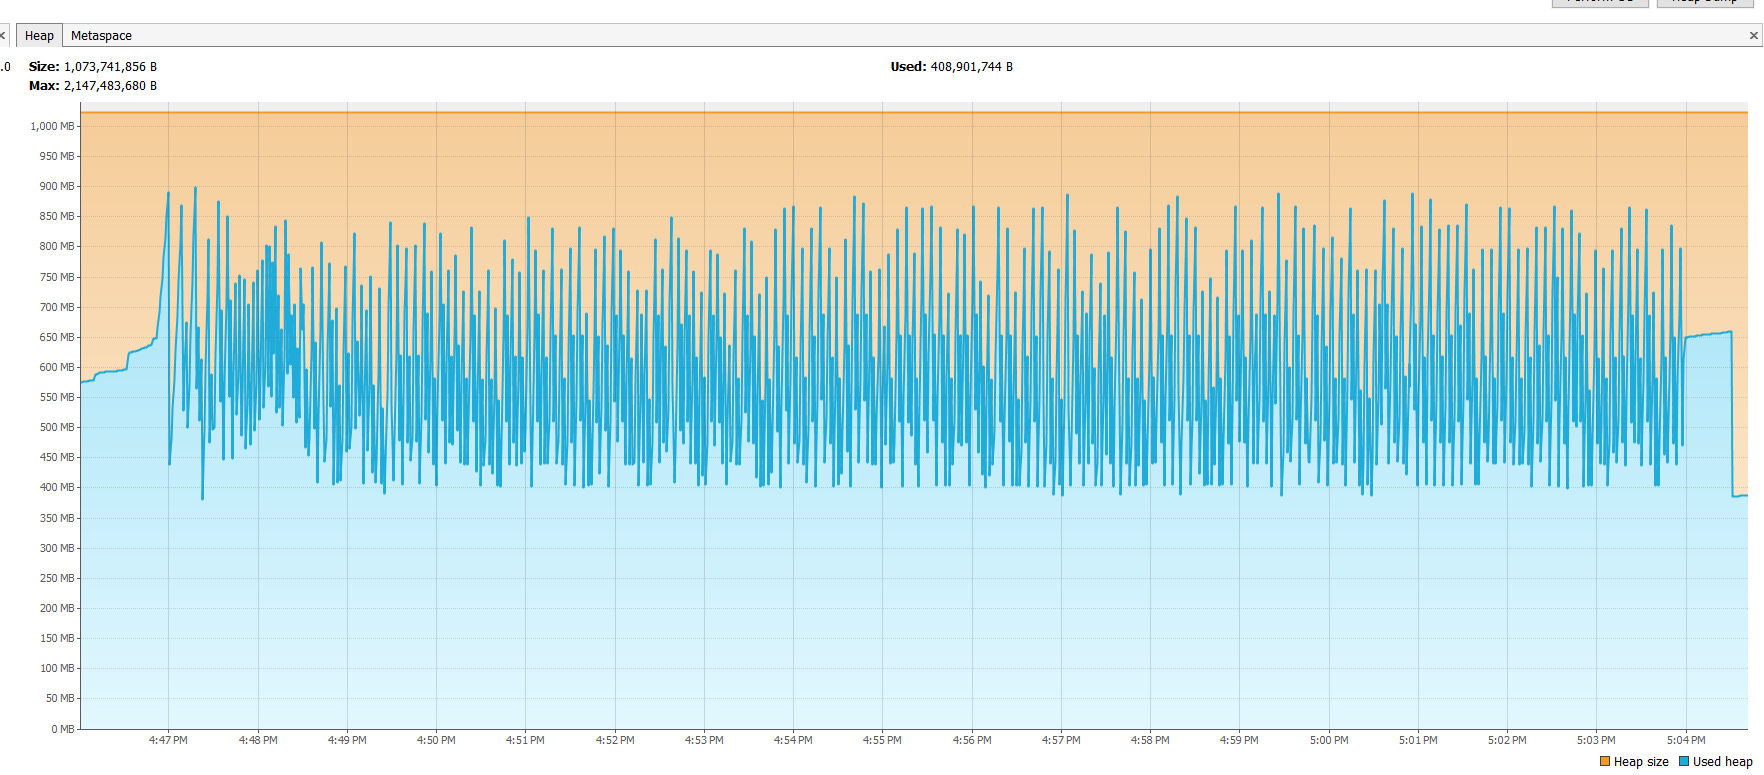 Heap Metaspace
.0 Size: 1,073,741,856 B Used: 408,901,744 B
Max: 2,147,483,680 B
1,000 MB
950 MB
900 MB
850 MB
800 MB
750 MB
700 MB
650 MB
600 MB
550 MB
500 MB
450 MB
400 MB
350 MB
300 MB
250 MB
200 MB
150 MB
100 MB
50 MB
0 MB
4:47 PM 4:48 PM 4:49 PM 4:50 PM 4:51 PM 4:52 PM 4:53 PM 4:54 PM 4:55 PM 4:56 PM 4:57 PM 4:58 PM 4:59 PM 5:00 PM 5:01 PM 5:02 PM 5:03 PM 5:04 PM
Heap size Used heap